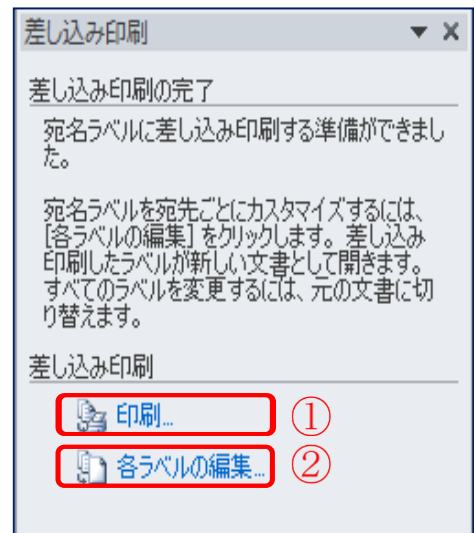 差し込み印刷
差し込み印刷の完了
宛名ラベルに差し込み印刷する準備ができまし
た。
宛名ラベルを宛先ごとにカスタマイズするには、
[各ラベルの編集] をクリックします。差し込み
印刷したラベルが新しい文書として開きます。
すべてのラベルを変更するには、元の文書に切
り替えます。
差し込み印刷
印刷... ①
各ラベルの編集... ②